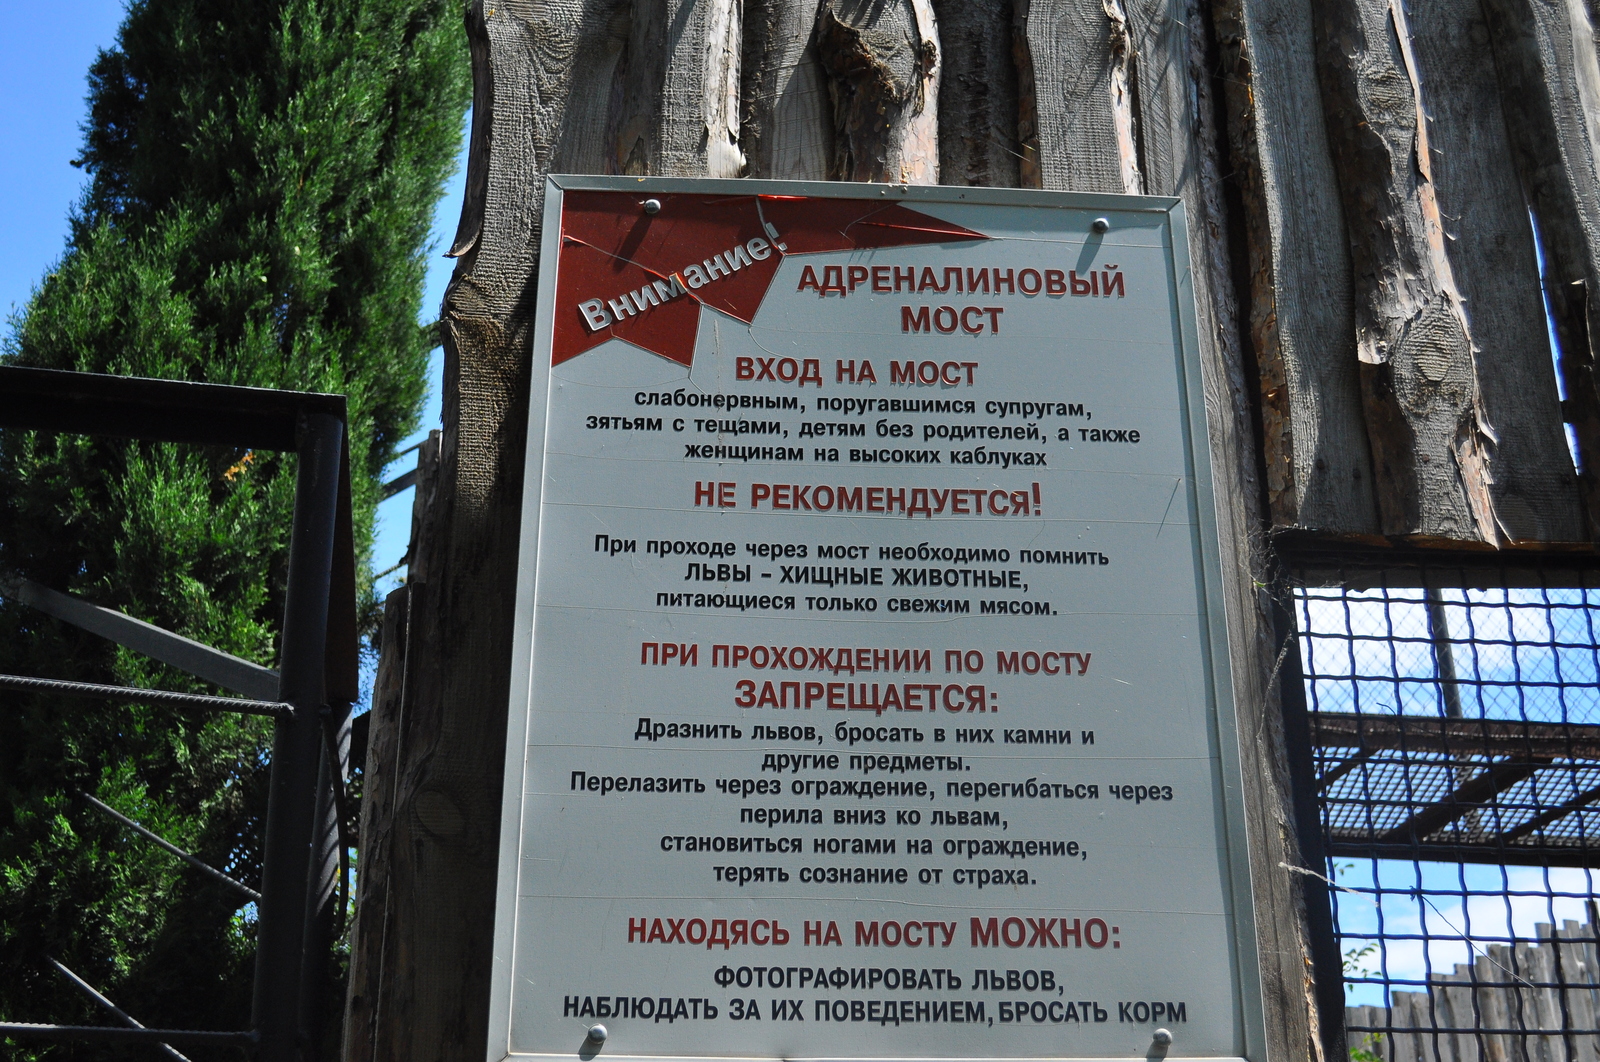 Внимание!
АДРЕНАЛИНОВЫЙ
МОСТ
ВХОД НА МОСТ
слабонервным, поругавшимся супругам,
зятьям с тещами, детям без родителей, а также
женщинам на высоких каблуках
НЕ РЕКОМЕНДУЕТСЯ!
При проходе через мост необходимо помнить
ЛЬВЫ - ХИЩНЫЕ ЖИВОТНЫЕ,
питающиеся только свежим мясом.
ПРИ ПРОХОЖДЕНИИ ПО МОСТУ
ЗАПРЕЩАЕТСЯ:
Дразнить львов, бросать в них камни и
другие предметы.
Перелазить через ограждение, перегибаться через
перила вниз ко львам,
становиться ногами на ограждение,
терять сознание от страха.
НАХОДЯСЬ НА МОСТУ МОЖНО:
ФОТОГРАФИРОВАТЬ ЛЬВОВ,
НАБЛЮДАТЬ ЗА ИХ ПОВЕДЕНИЕМ, БРОСАТЬ КОРМ